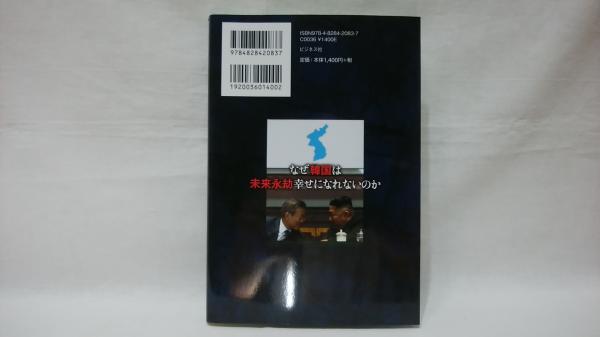 ISBN978-4-8284-2083-7
C0036 ¥1400E
ビジネス社
定価:本体1,400円+税
9784828420837
1920036014002
なぜ韓国は
未来永劫幸せになれないのか